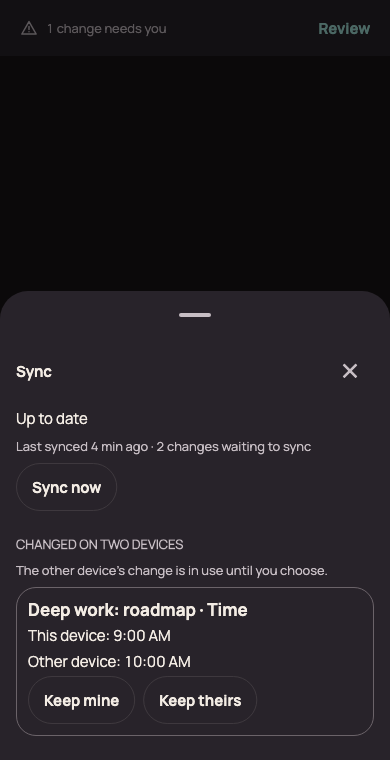 1 change needs you
Review
Sync
Up to date
Last synced 4 min ago · 2 changes waiting to sync
Sync now
CHANGED ON TWO DEVICES
The other device's change is in use until you choose.
Deep work: roadmap · Time
This device: 9:00 AM
Other device: 10:00 AM
Keep mine
Keep theirs